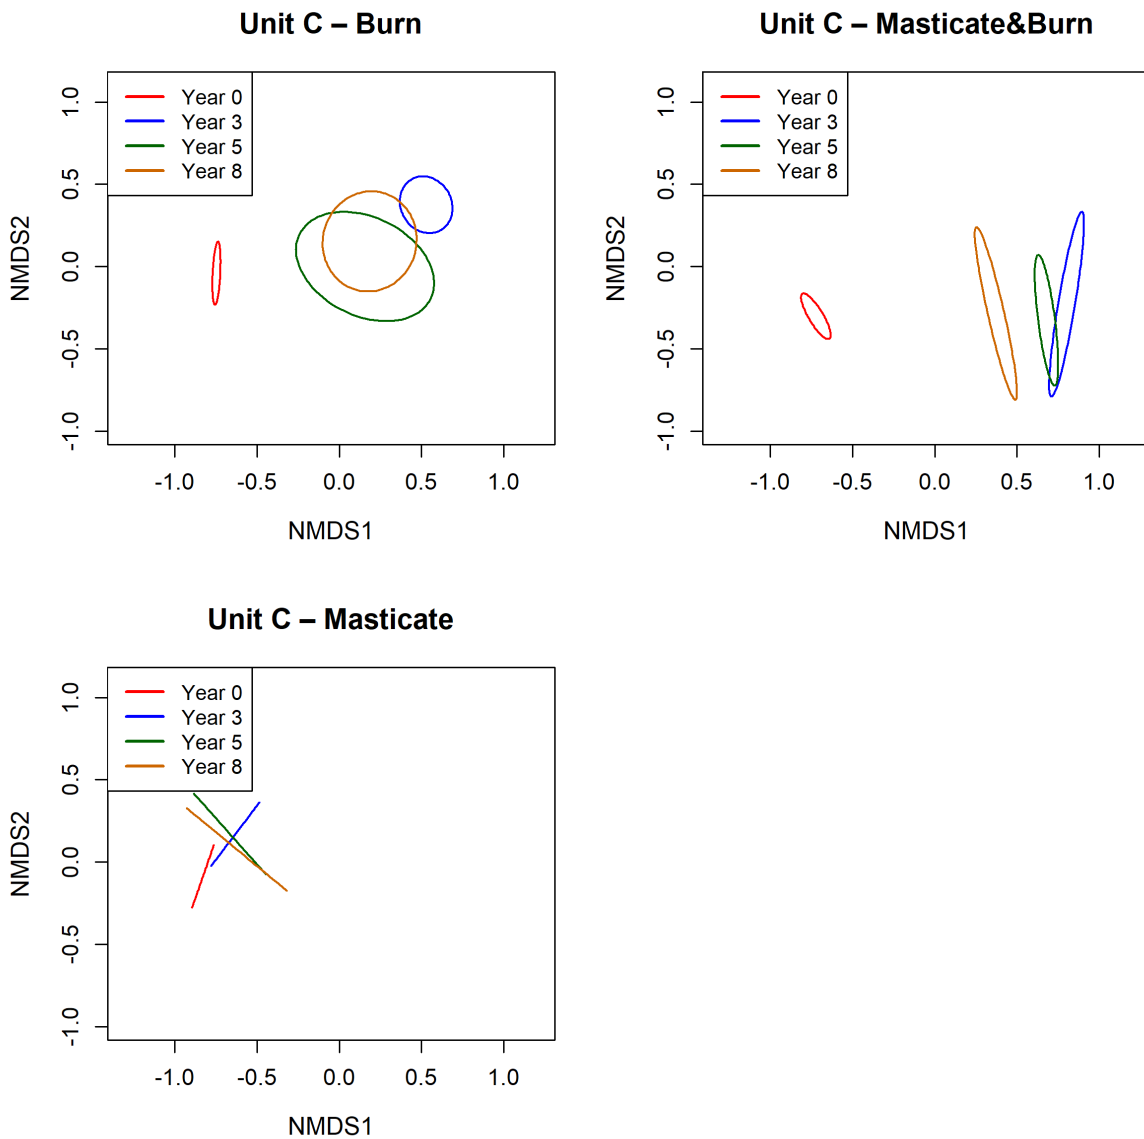 Unit C – Burn
Year 0
Year 3
Year 5
Year 8
1.0
0.5
0.0
-0.5
-1.0
NMDS2
-1.0 -0.5 0.0 0.5 1.0
NMDS1
Unit C – Masticate&Burn
Year 0
Year 3
Year 5
Year 8
1.0
0.5
0.0
-0.5
-1.0
NMDS2
-1.0 -0.5 0.0 0.5 1.0
NMDS1
Unit C – Masticate
Year 0
Year 3
Year 5
Year 8
1.0
0.5
0.0
-0.5
-1.0
NMDS2
-1.0 -0.5 0.0 0.5 1.0
NMDS1